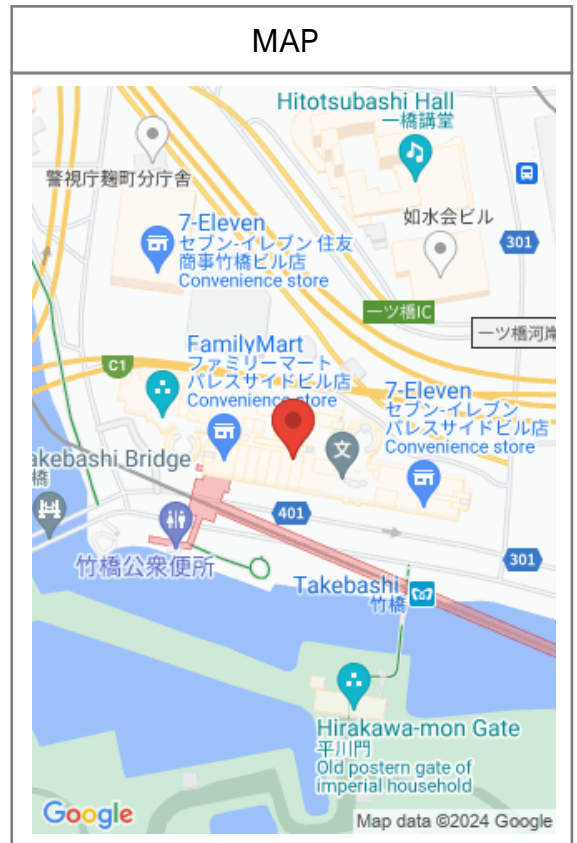 MAP
Hitotsubashi Hall
一橋講堂
警視庁麹町分庁舎
如水会ビル
7-Eleven
セブン-イレブン 住友
商事竹橋ビル店
Convenience store
301
一ツ橋IC
一ツ橋河岸
FamilyMart
ファミリーマート
パレスサイドビル店
Convenience store
C1
7-Eleven
セブン-イレブン
パレスサイドビル店
Convenience store
文
akebashi Bridge
橋
401
竹橋公衆便所
301
Takebashi
竹橋
Hirakawa-mon Gate
平川門
Old postern gate of
imperial household
Google
Map data ©2024 Google